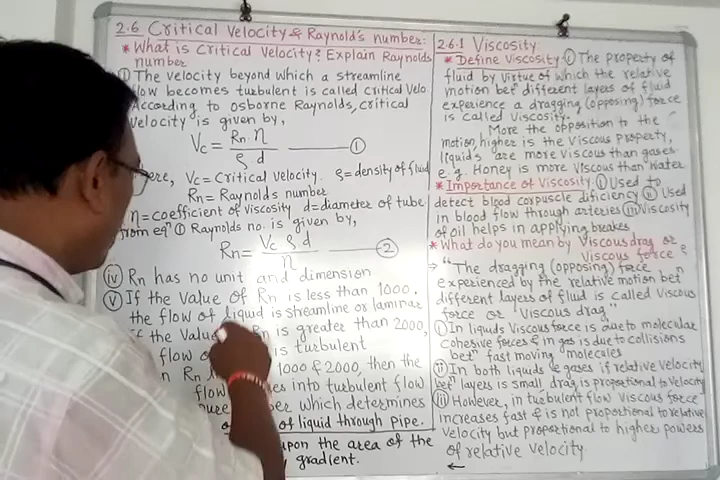 2.6 Critical Velocity & Raynold's number:
* What is Critical Velocity? Explain Raynolds
number
① The velocity beyond which a streamline
flow becomes turbulent is called critical Velo
According to osborne Raynolds, critical
velocity is given by,
Vc = Rn η / ρ d ——— ①
here, Vc = Critical velocity. ρ = density of fluid
Rn = Raynolds number
η = coefficient of viscosity d = diameter of tube
from eqⁿ ① Raynolds no. is given by,
Rn = Vc ρ d / η ——— ②
ⅳ Rn has no unit and dimension
ⅴ If the Value of Rn is less than 1000.
the flow of liquid is streamline or laminar
If the Value Rn is greater than 2000,
flow is turbulent
Rn 1000 & 2000, then the
flow into turbulent flow
which determines
of liquid through pipe.
upon the area of the
gradient.
2.6.1 Viscosity:
* Define Viscosity: ① The property of
fluid by virtue of which the relative
motion betⁿ different layers of fluid
experience a dragging (opposing) force
is called Viscosity.
More the opposition to the
motion, higher is the Viscous property,
liquids are more viscous than gases
e.g. Honey is more Viscous than water
* Importance of Viscosity: ⓘ Used to
detect blood corpuscle dificiency ⓘⓘ Used
in blood flow through arteries ⓘⓘⓘ Viscosity
of oil helps in applying breakes
* What do you mean by Viscous drag or
Viscous force?
→ "The dragging (opposing) force
experienced by the relative motion betⁿ
different layers of fluid is called Viscous
force or Viscous drag"
ⓘ In liquids Viscous force is due to molecular
cohesive forces & in gas is due to collisions
betⁿ fast moving molecules
ⓘⓘ In both liquids & gases if relative Velocity
betⁿ layers is small drag is proportional to Velocity
ⓘⓘⓘ However, in turbulent flow viscous force
increases fast & is not proportional to relative
Velocity but proportional to higher powers
of relative velocity
←